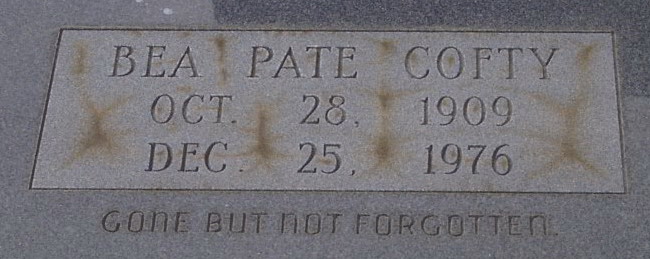 BEA PATE COFTY
OCT. 28, 1909
DEC. 25, 1976
GONE BUT NOT FORGOTTEN.